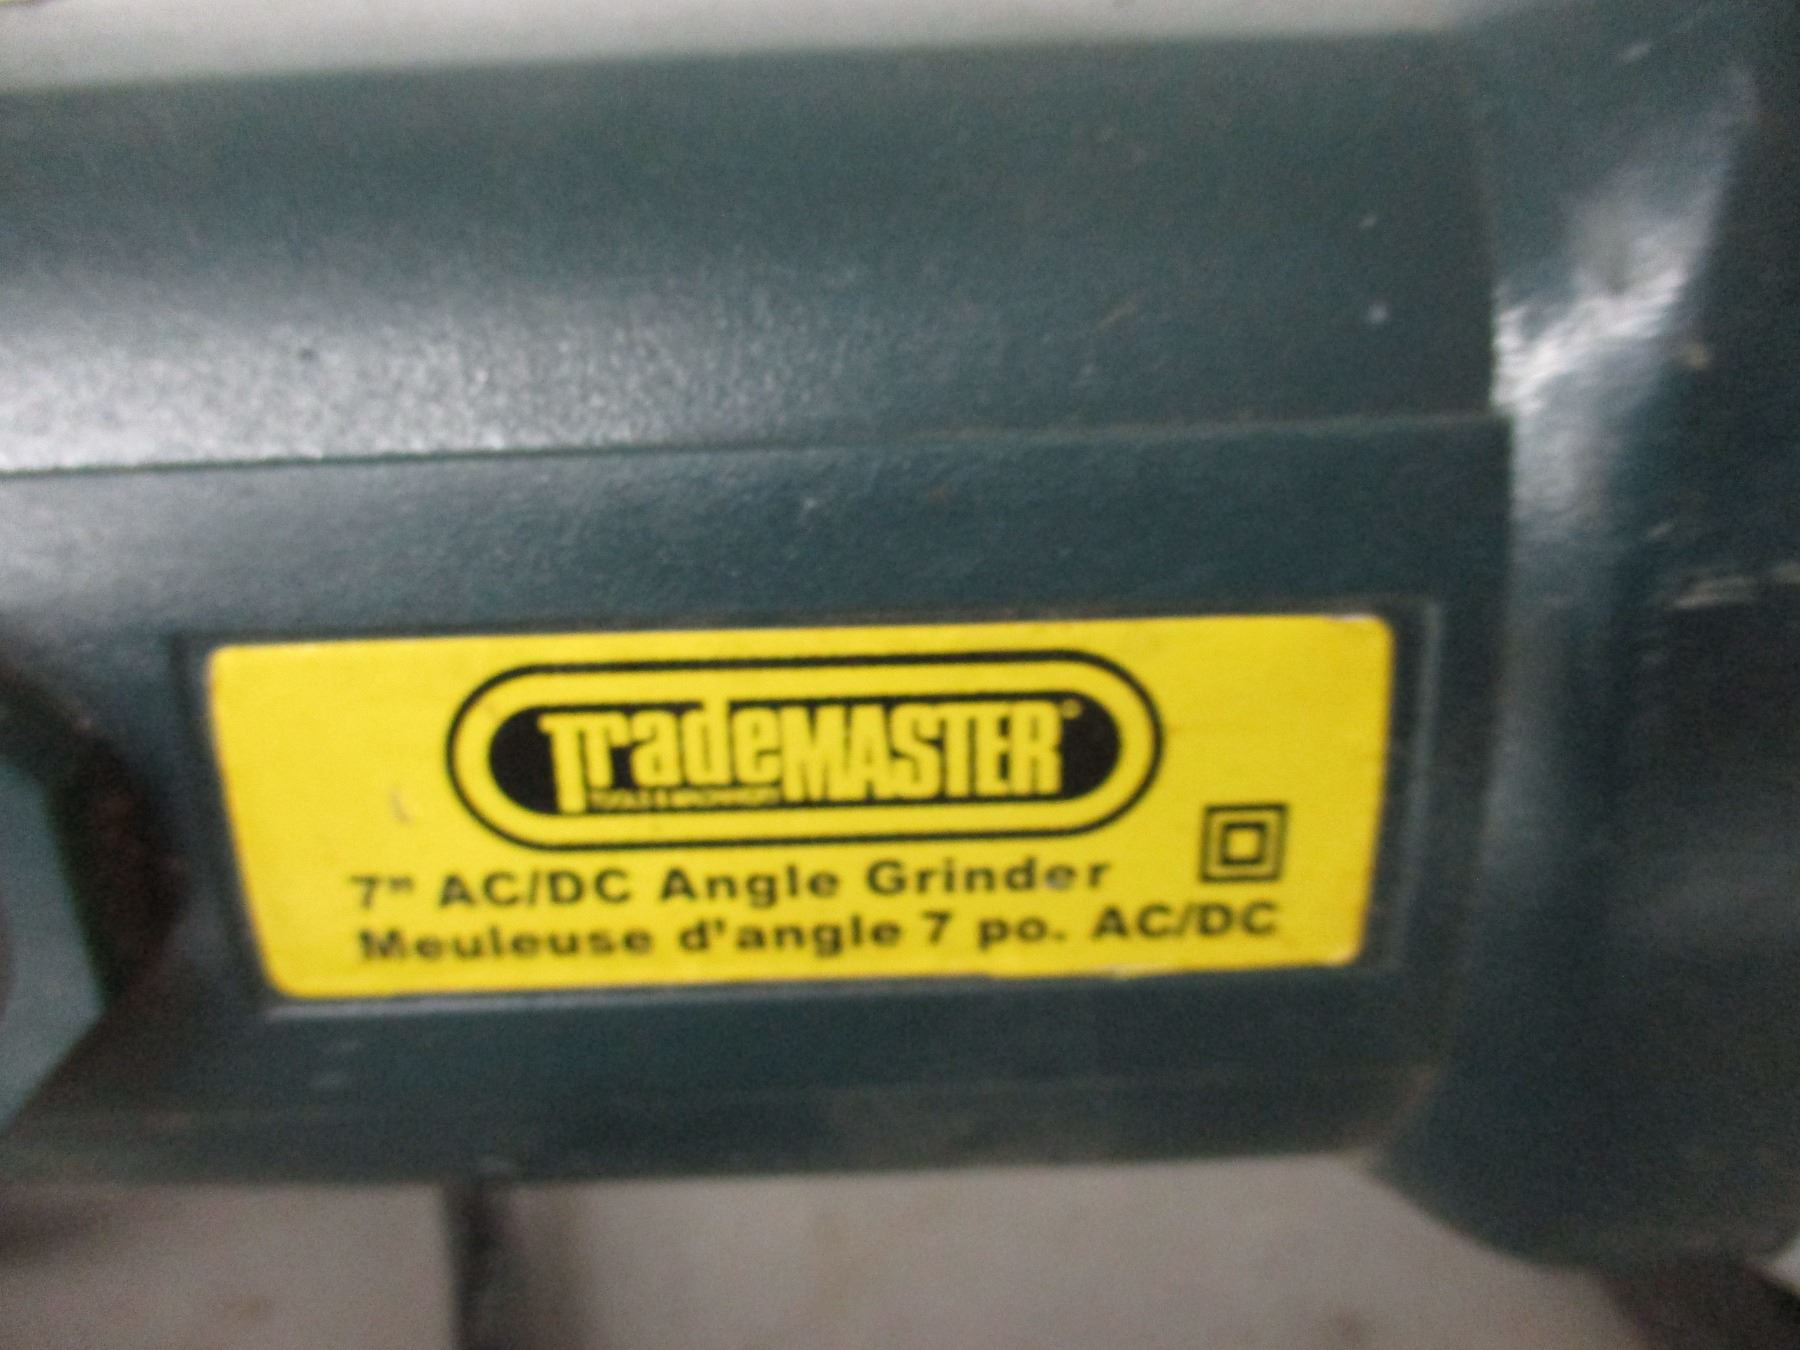 TradeMASTER®
7" AC/DC Angle Grinder
Meuleuse d'angle 7 po. AC/DC